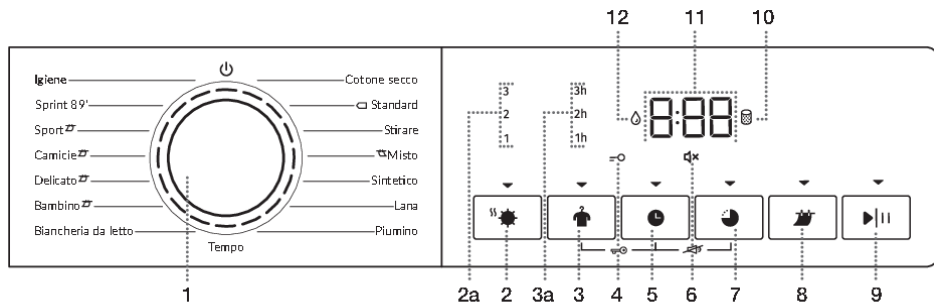 12 11 10
Igiene
Sprint 89'
Sport
Camicie
Delicato
Bambino
Biancheria da letto
Tempo
Cotone secco
Standard
Stirare
Misto
Sintetico
Lana
Piumino
3
2
1
3h
2h
1h
8:88
1 2a 2 3a 3 4 5 6 7 8 9